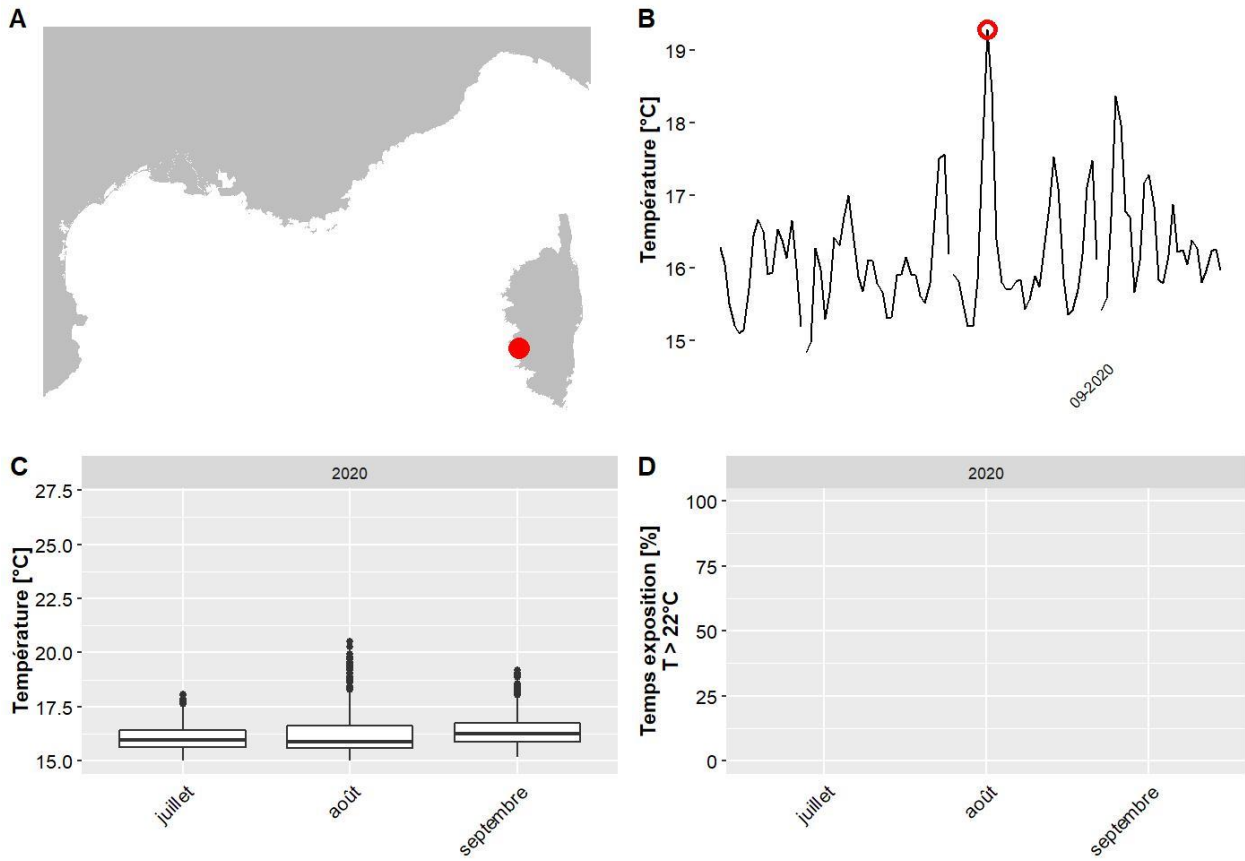 A
B
Température [°C]
19
18
17
16
15
09-2020
C
2020
Température [°C]
27.5
25.0
22.5
20.0
17.5
15.0
juillet
août
septembre
D
2020
Temps exposition [%]
T > 22°C
100
75
50
25
0
juillet
août
septembre